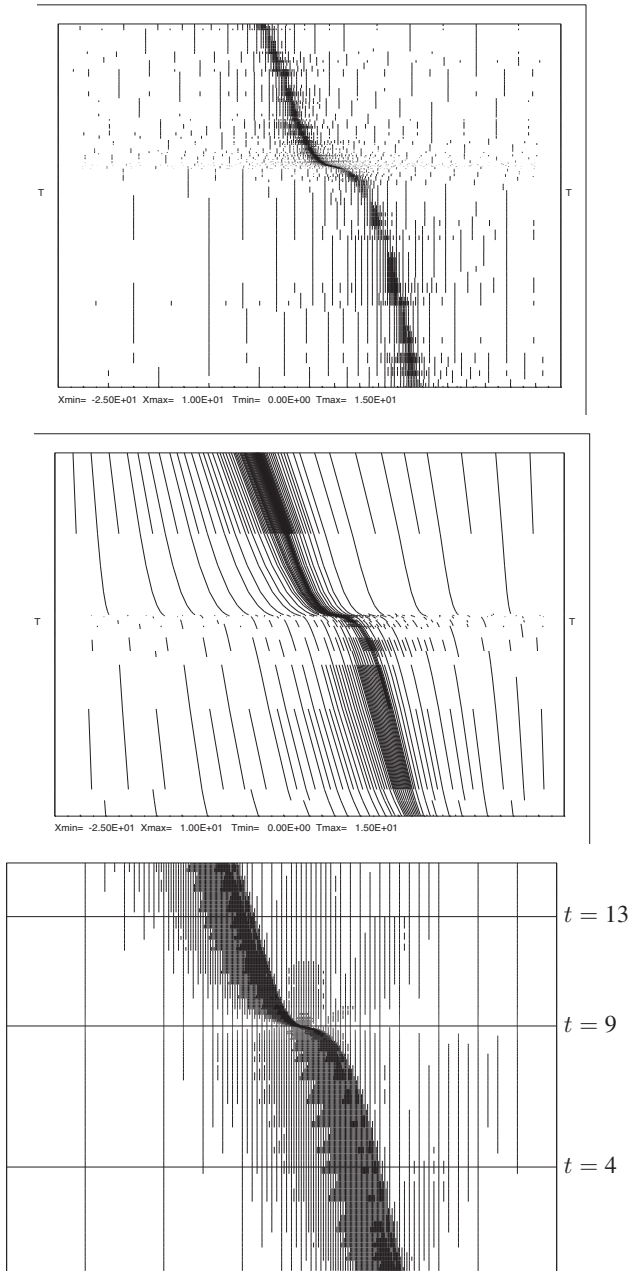 T T
Xmin= -2.50E+01 Xmax= 1.00E+01 Tmin= 0.00E+00 Tmax= 1.50E+01
T T
Xmin= -2.50E+01 Xmax= 1.00E+01 Tmin= 0.00E+00 Tmax= 1.50E+01
t = 13
t = 9
t = 4